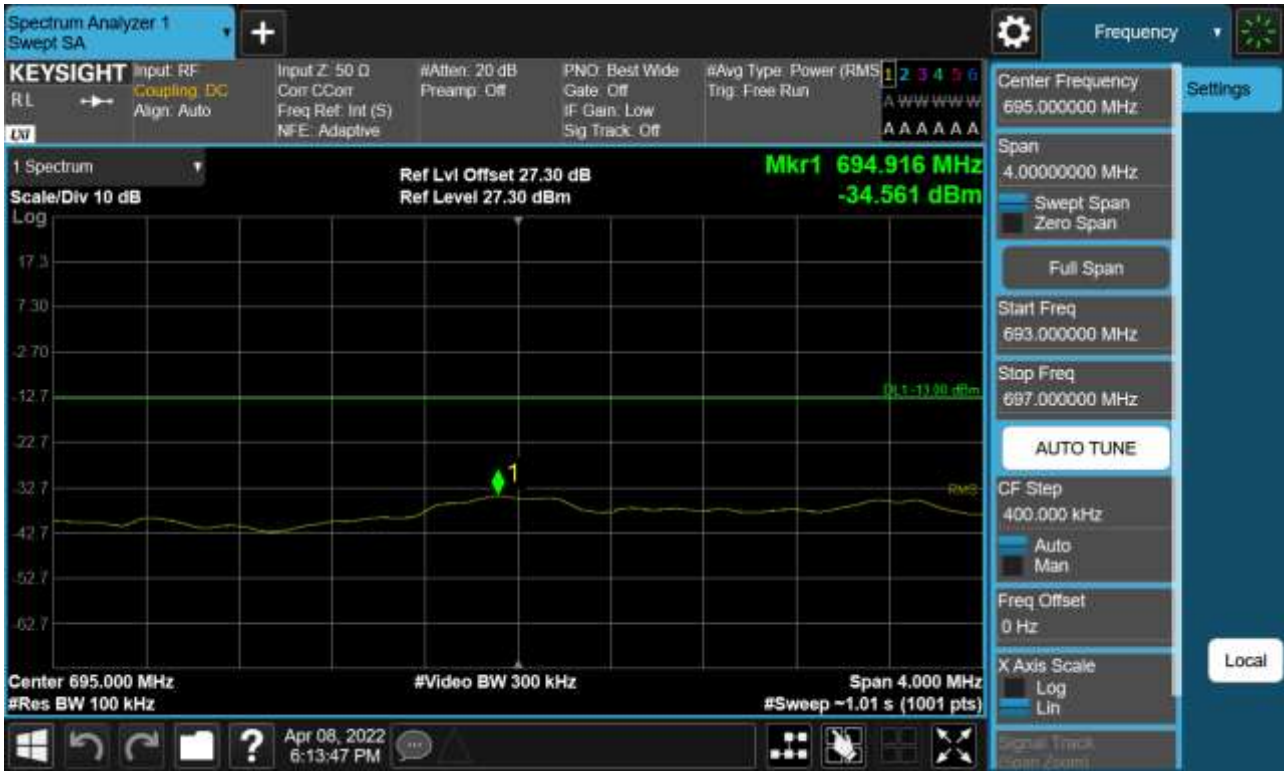 Spectrum Analyzer 1
Swept SA
+
Frequency
KEYSIGHT
RL
LXI
Input: RF
Coupling: DC
Align: Auto
Input Z: 50 Ω
Corr CCorr
Freq Ref: Int (S)
NFE: Adaptive
#Atten: 20 dB
Preamp: Off
PNO: Best Wide
Gate: Off
IF Gain: Low
Sig Track: Off
#Avg Type: Power (RMS
Trig: Free Run
1 2 3 4 5 6
A W W W W W
A A A A A A
1 Spectrum
Scale/Div 10 dB
Log
Ref Lvl Offset 27.30 dB
Ref Level 27.30 dBm
Mkr1 694.916 MHz
-34.561 dBm
17.3
7.30
-2.70
-12.7
-22.7
-32.7
-42.7
-52.7
-62.7
DL1 -13.00 dBm
1
RMS
Center 695.000 MHz
#Res BW 100 kHz
#Video BW 300 kHz
Span 4.000 MHz
#Sweep ~1.01 s (1001 pts)
Center Frequency
695.000000 MHz
Settings
Span
4.00000000 MHz
Swept Span
Zero Span
Full Span
Start Freq
693.000000 MHz
Stop Freq
697.000000 MHz
AUTO TUNE
CF Step
400.000 kHz
Auto
Man
Freq Offset
0 Hz
X Axis Scale
Log
Lin
Signal Track
(Span Zoom)
Local
?
Apr 08, 2022
6:13:47 PM